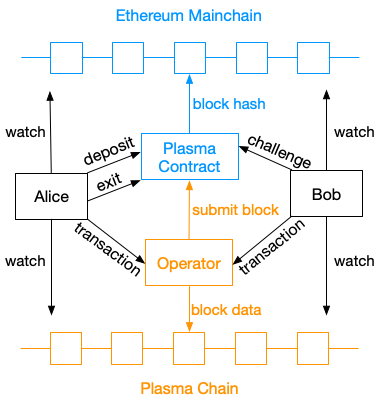 Ethereum Mainchain
block hash
watch
watch
deposit
Plasma
Contract
challenge
exit
Alice
Bob
submit block
transaction
transaction
watch
Operator
watch
block data
Plasma Chain